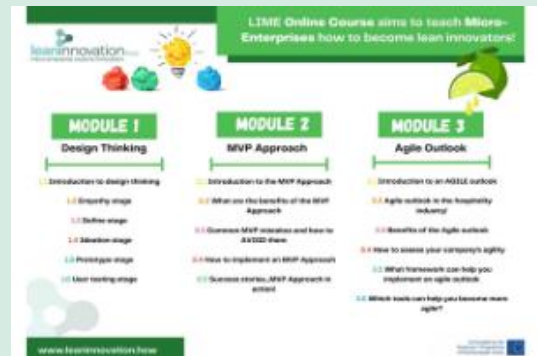 LIME Online Course aims to teach Micro-
Enterprises how to become lean innovators!
leaninnovation
MODULE 1
Design Thinking
1.1 Introduction to design thinking
1.2 Empathy stage
1.3 Define stage
1.4 Ideation stage
1.5 Prototype stage
1.6 User testing stage
MODULE 2
MVP Approach
2.1 Introduction to the MVP Approach
2.2 What are the benefits of the MVP
Approach
2.3 Common MVP mistakes and how to
AVOID them
2.4 How to implement an MVP Approach
2.5 Success stories, MVP Approach in
action!
MODULE 3
Agile Outlook
3.1 Introduction to an AGILE outlook
3.2 Agile outlook in the hospitality
industry!
3.3 Benefits of the Agile outlook
3.4 How to assess your company's agility
3.5 What framework can help you
implement an agile outlook
3.6 Which tools can help you become more
agile?
www.leaninnovation.how